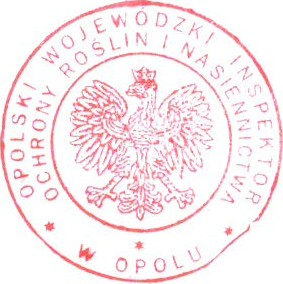 OPOLSKI WOJEWÓDZKI INSPEKTOR
OCHRONY ROŚLIN I NASIENNICTWA
* W OPOLU *
*